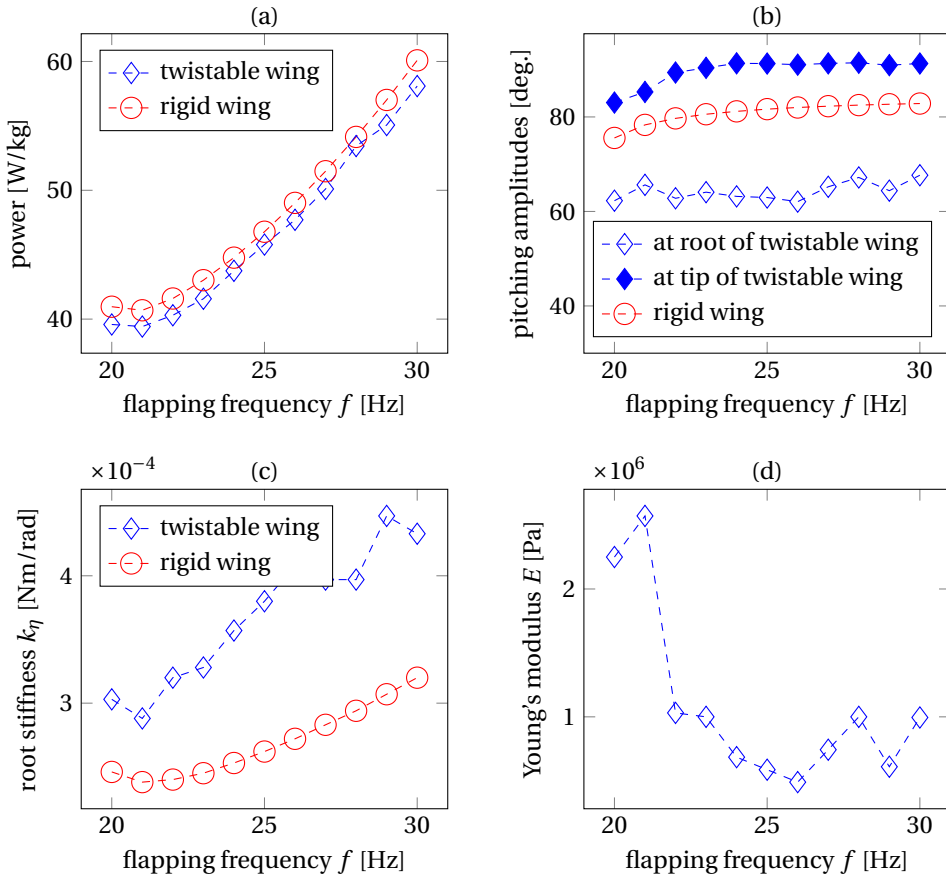 (a)
power [W/kg]
60
50
40
twistable wing
rigid wing
20
25
30
flapping frequency f [Hz]
(b)
pitching amplitudes [deg.]
80
60
40
at root of twistable wing
at tip of twistable wing
rigid wing
20
25
30
flapping frequency f [Hz]
×10⁻⁴
(c)
root stiffness kη [Nm/rad]
4
3
twistable wing
rigid wing
20
25
30
flapping frequency f [Hz]
×10⁶
(d)
Young's modulus E [Pa]
2
1
20
25
30
flapping frequency f [Hz]